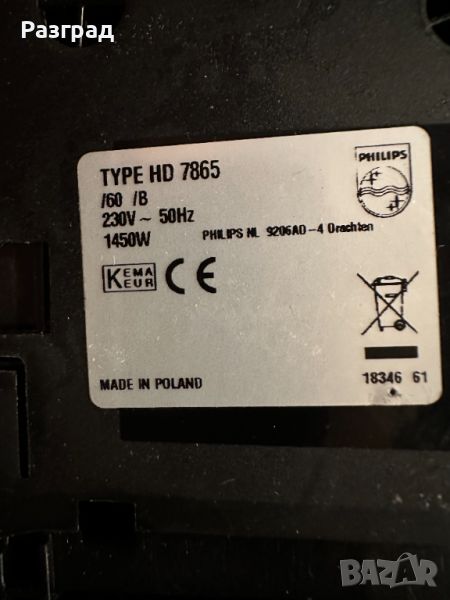 Разград
TYPE HD 7865
/60 /B
230V ~ 50Hz
1450W
PHILIPS NL 9206AD-4 Drachten
PHILIPS
KEMA
KEUR
CE
MADE IN POLAND
18346 61
BAZAR